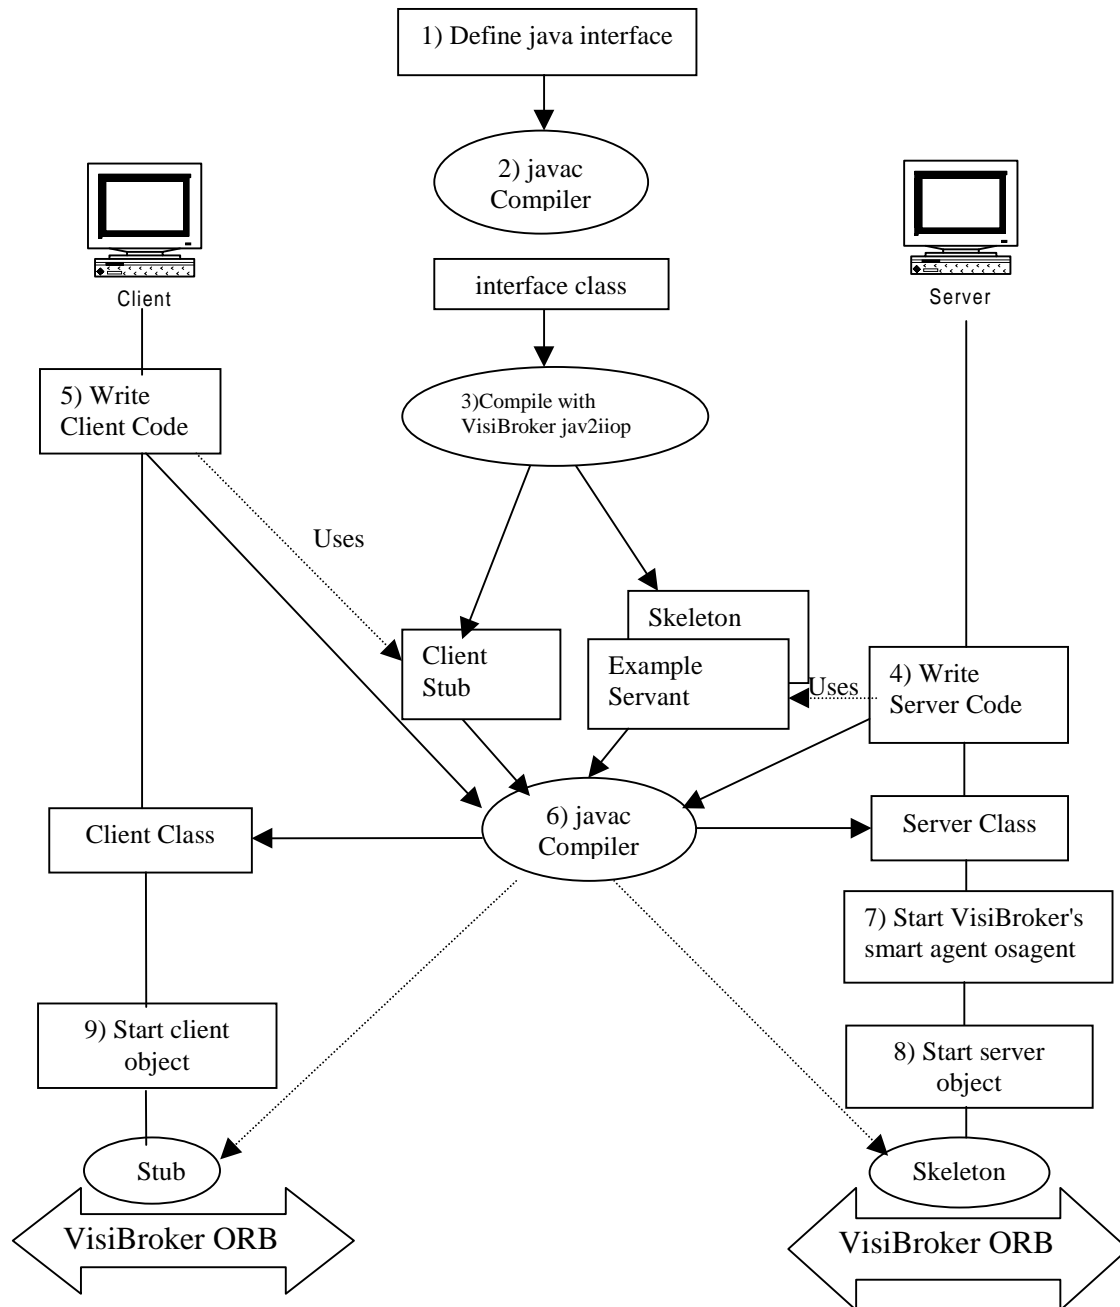 1) Define java interface
2) javac
Compiler
Client
Server
interface class
5) Write
Client Code
3)Compile with
VisiBroker jav2iiop
Uses
Skeleton
Client
Stub
Example
Servant
Uses
4) Write
Server Code
6) javac
Compiler
Client Class
Server Class
7) Start VisiBroker's
smart agent osagent
9) Start client
object
8) Start server
object
Stub
Skeleton
VisiBroker ORB
VisiBroker ORB